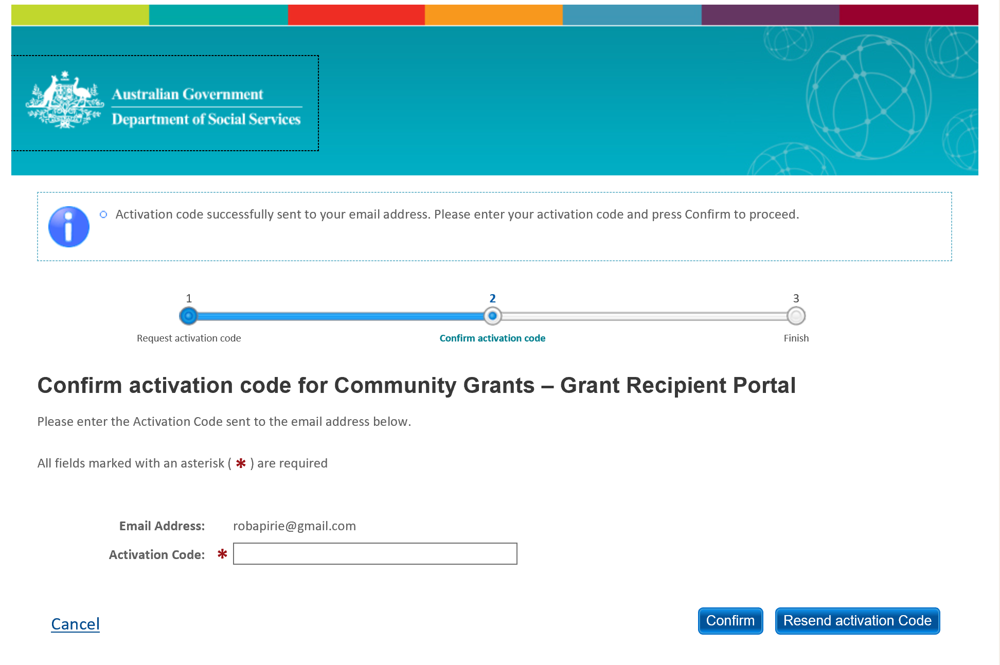 Australian Government
Department of Social Services
Activation code successfully sent to your email address. Please enter your activation code and press Confirm to proceed.
1 2 3
Request activation code Confirm activation code Finish
Confirm activation code for Community Grants – Grant Recipient Portal
Please enter the Activation Code sent to the email address below.
All fields marked with an asterisk ( * ) are required
Email Address: robapirie@gmail.com
Activation Code: *
Cancel Confirm Resend activation Code